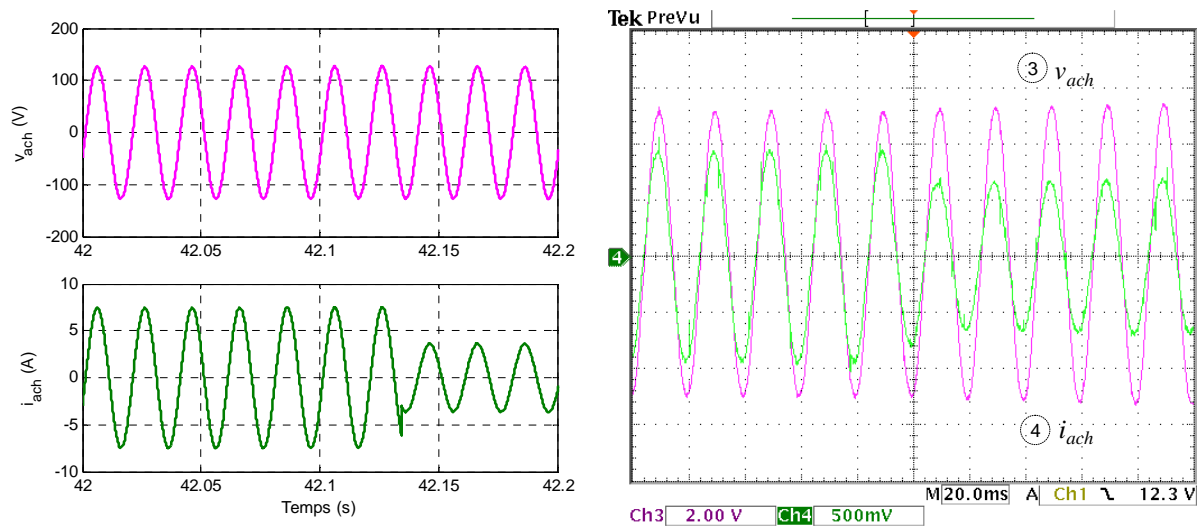 200
100
0
-100
-200
v_ach (V)
42
42.05
42.1
42.15
42.2
10
5
0
-5
-10
i_ach (A)
42
42.05
42.1
42.15
42.2
Temps (s)
Tek PreVu
3 v_ach
4
4 i_ach
M 20.0ms A Ch1 12.3 V
Ch3 2.00 V Ch4 500mV